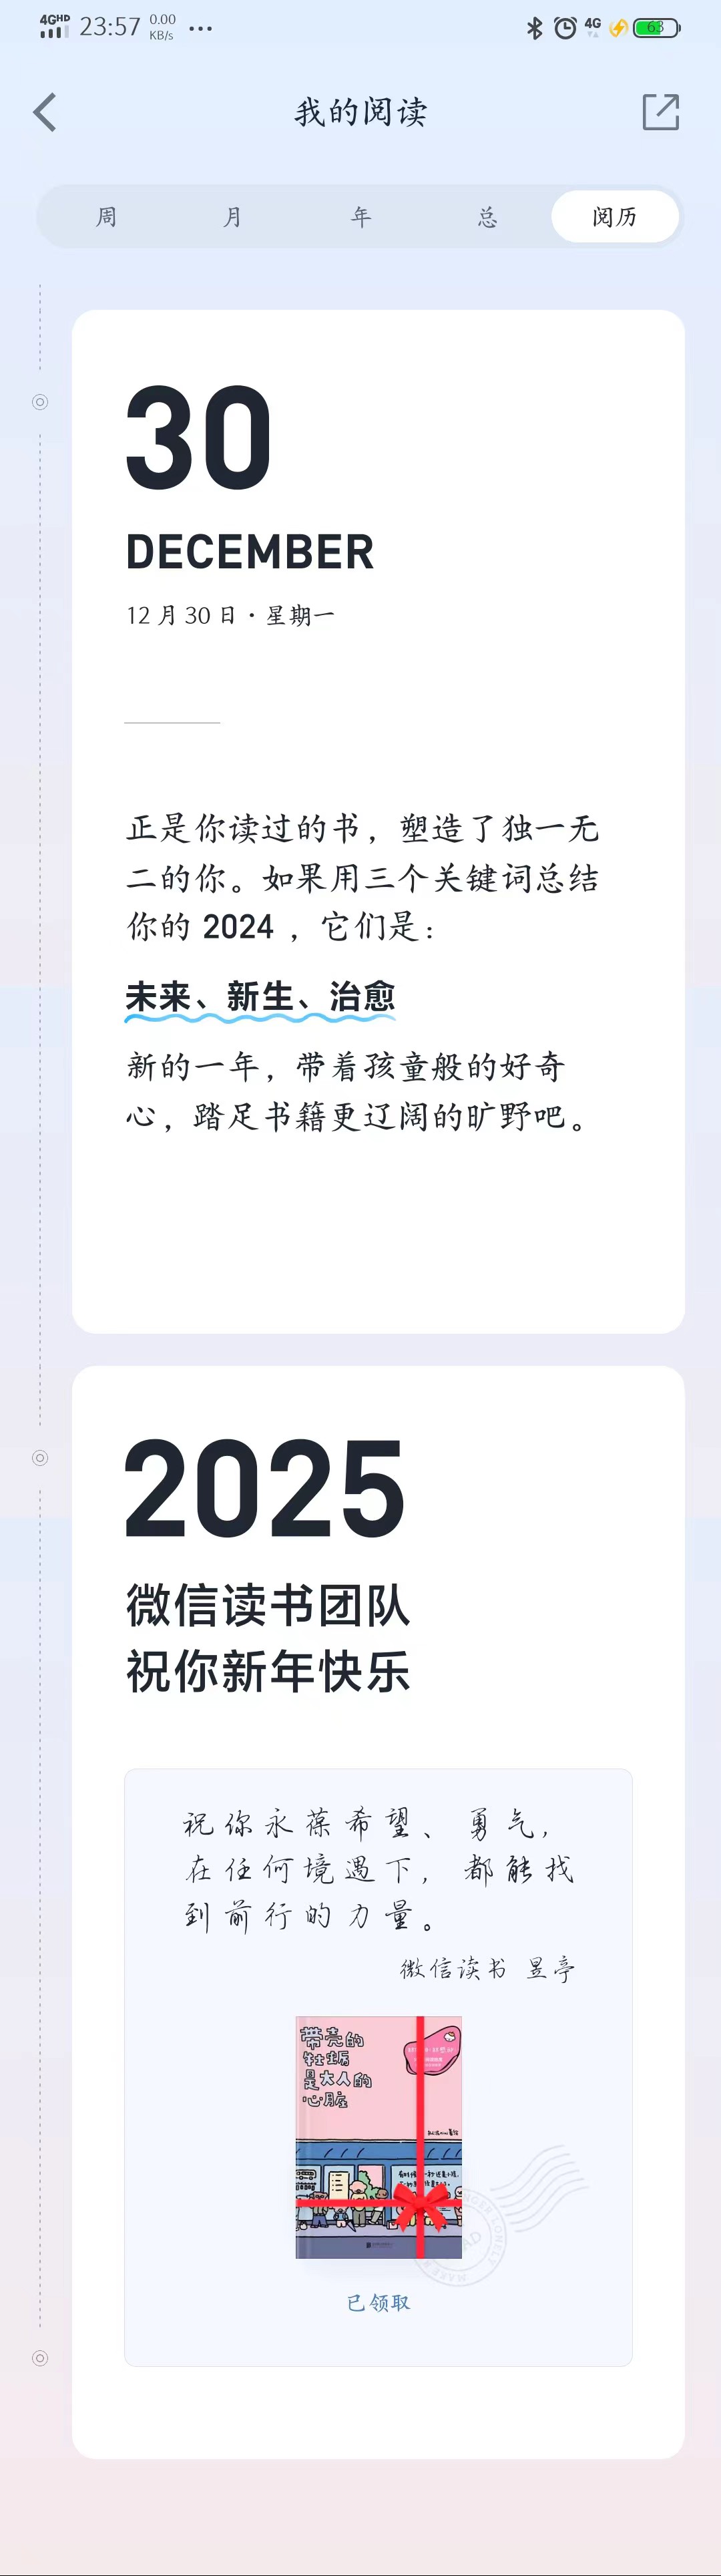 4GHD 23:57 0.00 KB/s ... 4G 63
我的阅读
周 月 年 总 阅历
30
DECEMBER
12月30日·星期一
正是你读过的书，塑造了独一无
二的你。如果用三个关键词总结
你的 2024 ，它们是：
未来、新生、治愈
新的一年，带着孩童般的好奇
心，踏足书籍更辽阔的旷野吧。
2025
微信读书团队
祝你新年快乐
祝你永葆希望、勇气，
在任何境遇下，都能找
到前行的力量。
微信读书 昱亭
带壳的
牡蛎
是大人的
心脏
已领取